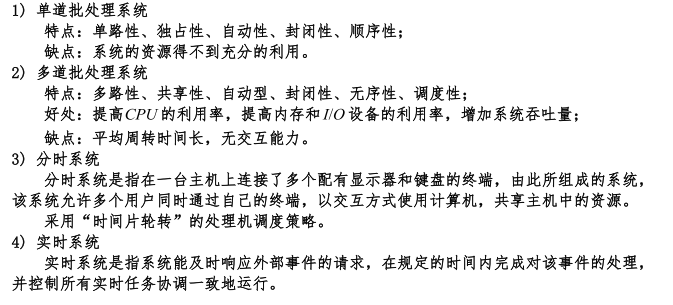 1) 单道批处理系统
特点：单路性、独占性、自动性、封闭性、顺序性；
缺点：系统的资源得不到充分的利用。
2) 多道批处理系统
特点：多路性、共享性、自动型、封闭性、无序性、调度性；
好处：提高CPU的利用率，提高内存和I/O设备的利用率，增加系统吞吐量；
缺点：平均周转时间长，无交互能力。
3) 分时系统
分时系统是指在一台主机上连接了多个配有显示器和键盘的终端，由此所组成的系统，
该系统允许多个用户同时通过自己的终端，以交互方式使用计算机，共享主机中的资源。
采用“时间片轮转”的处理机调度策略。
4) 实时系统
实时系统是指系统能及时响应外部事件的请求，在规定的时间内完成对该事件的处理，
并控制所有实时任务协调一致地运行。